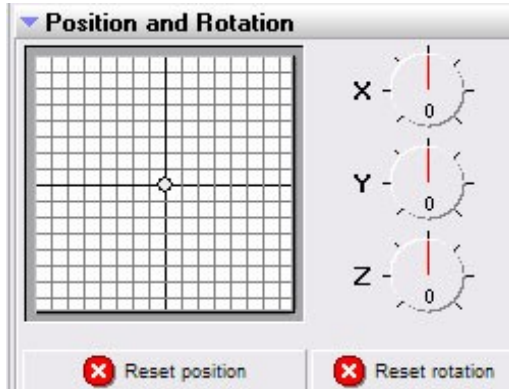 Position and Rotation
X
0
Y
0
Z
0
Reset position
Reset rotation